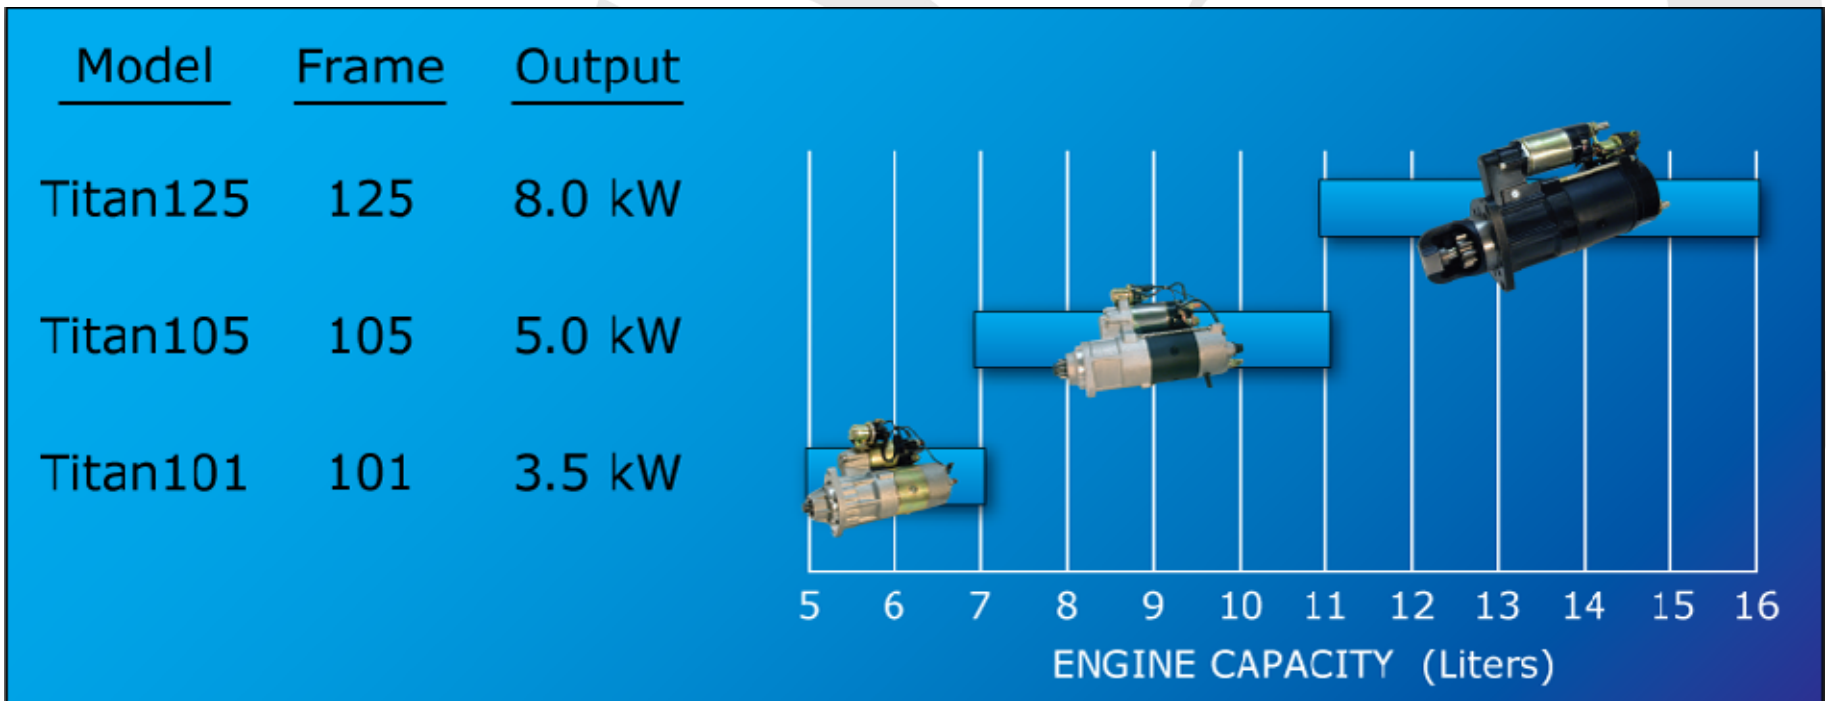 Model Frame Output
Titan125 125 8.0 kW
Titan105 105 5.0 kW
Titan101 101 3.5 kW
5 6 7 8 9 10 11 12 13 14 15 16
ENGINE CAPACITY (Liters)